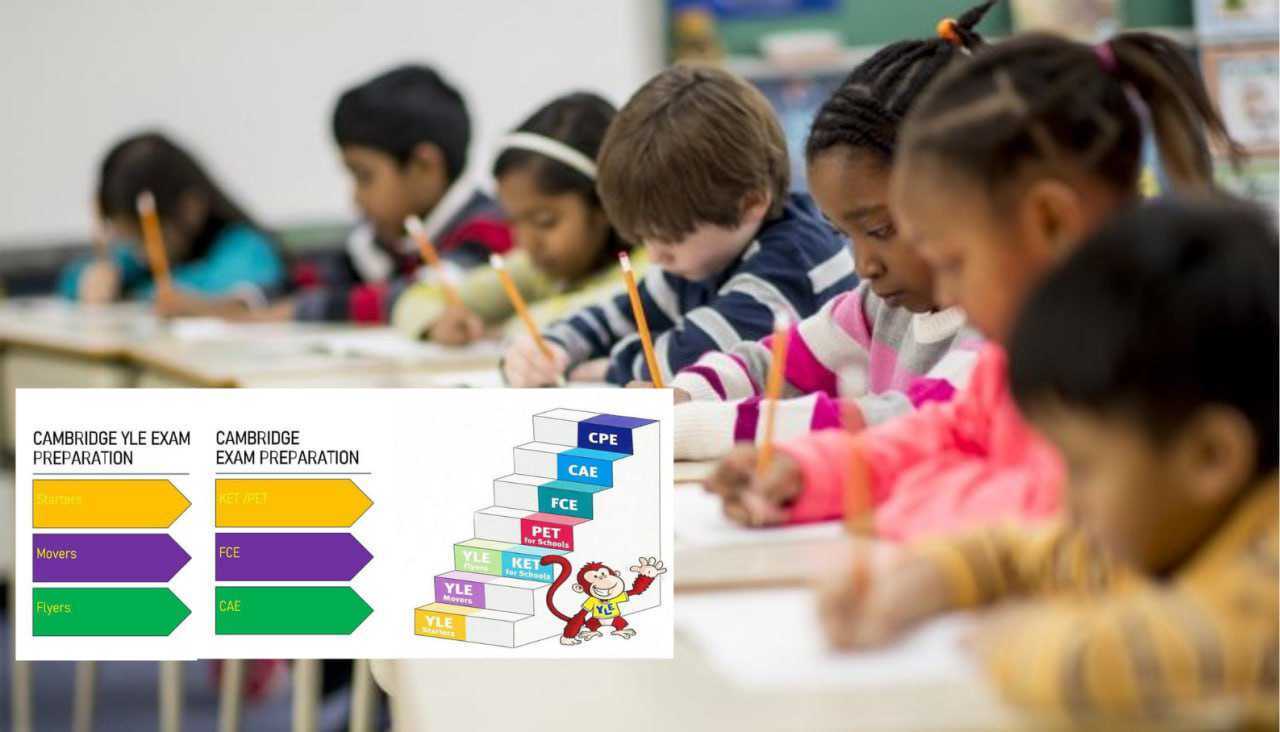 CAMBRIDGE YLE EXAM
PREPARATION
Starters
Movers
Flyers
CAMBRIDGE
EXAM PREPARATION
KET /PET
FCE
CAE
CPE
CAE
FCE
PET
for Schools
YLE
Flyers
KET
for Schools
YLE
Movers
YLE
Starters
YLE